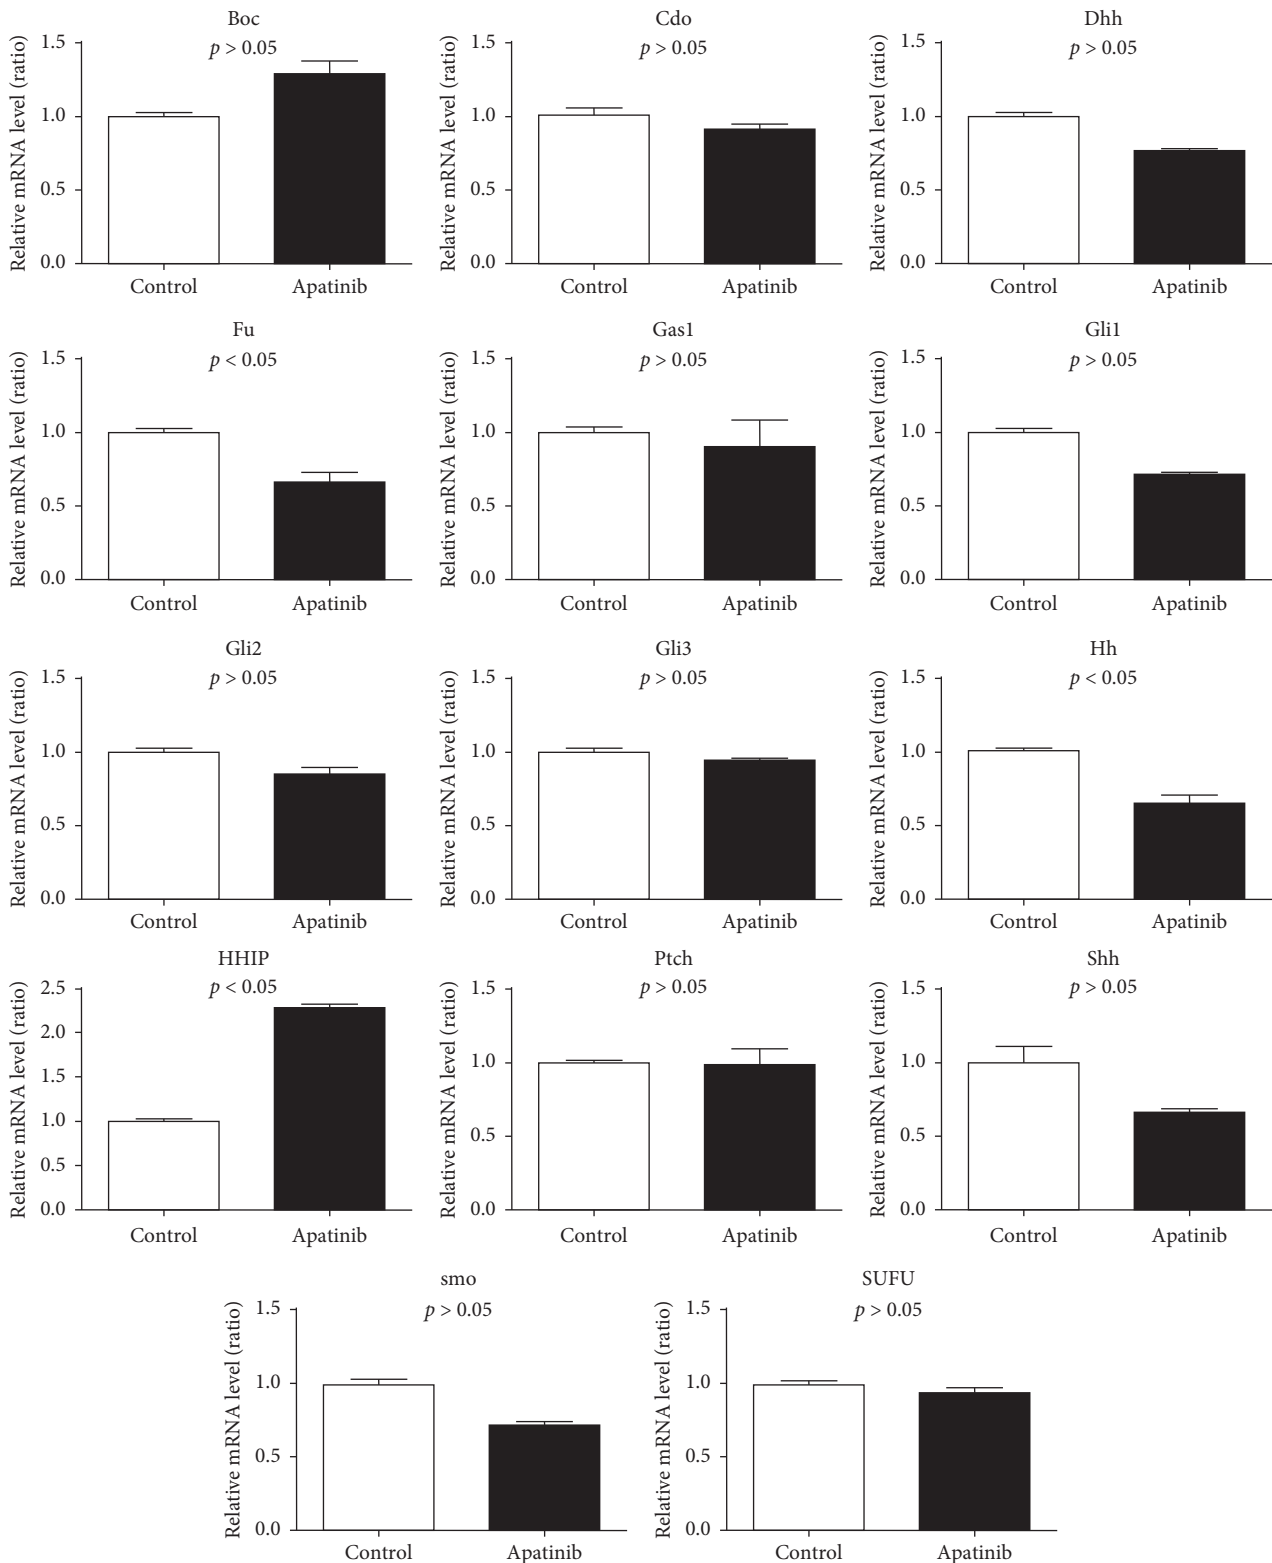 Boc
p > 0.05
Relative mRNA level (ratio)
1.5
1.0
0.5
0.0
Control
Apatinib
Cdo
p > 0.05
Relative mRNA level (ratio)
1.5
1.0
0.5
0.0
Control
Apatinib
Dhh
p > 0.05
Relative mRNA level (ratio)
1.5
1.0
0.5
0.0
Control
Apatinib
Fu
p < 0.05
Relative mRNA level (ratio)
1.5
1.0
0.5
0.0
Control
Apatinib
Gas1
p > 0.05
Relative mRNA level (ratio)
1.5
1.0
0.5
0.0
Control
Apatinib
Gli1
p > 0.05
Relative mRNA level (ratio)
1.5
1.0
0.5
0.0
Control
Apatinib
Gli2
p > 0.05
Relative mRNA level (ratio)
1.5
1.0
0.5
0.0
Control
Apatinib
Gli3
p > 0.05
Relative mRNA level (ratio)
1.5
1.0
0.5
0.0
Control
Apatinib
Hh
p < 0.05
Relative mRNA level (ratio)
1.5
1.0
0.5
0.0
Control
Apatinib
HHIP
p < 0.05
Relative mRNA level (ratio)
2.5
2.0
1.5
1.0
0.5
0.0
Control
Apatinib
Ptch
p > 0.05
Relative mRNA level (ratio)
1.5
1.0
0.5
0.0
Control
Apatinib
Shh
p > 0.05
Relative mRNA level (ratio)
1.5
1.0
0.5
0.0
Control
Apatinib
smo
p > 0.05
Relative mRNA level (ratio)
1.5
1.0
0.5
0.0
Control
Apatinib
SUFU
p > 0.05
Relative mRNA level (ratio)
1.5
1.0
0.5
0.0
Control
Apatinib